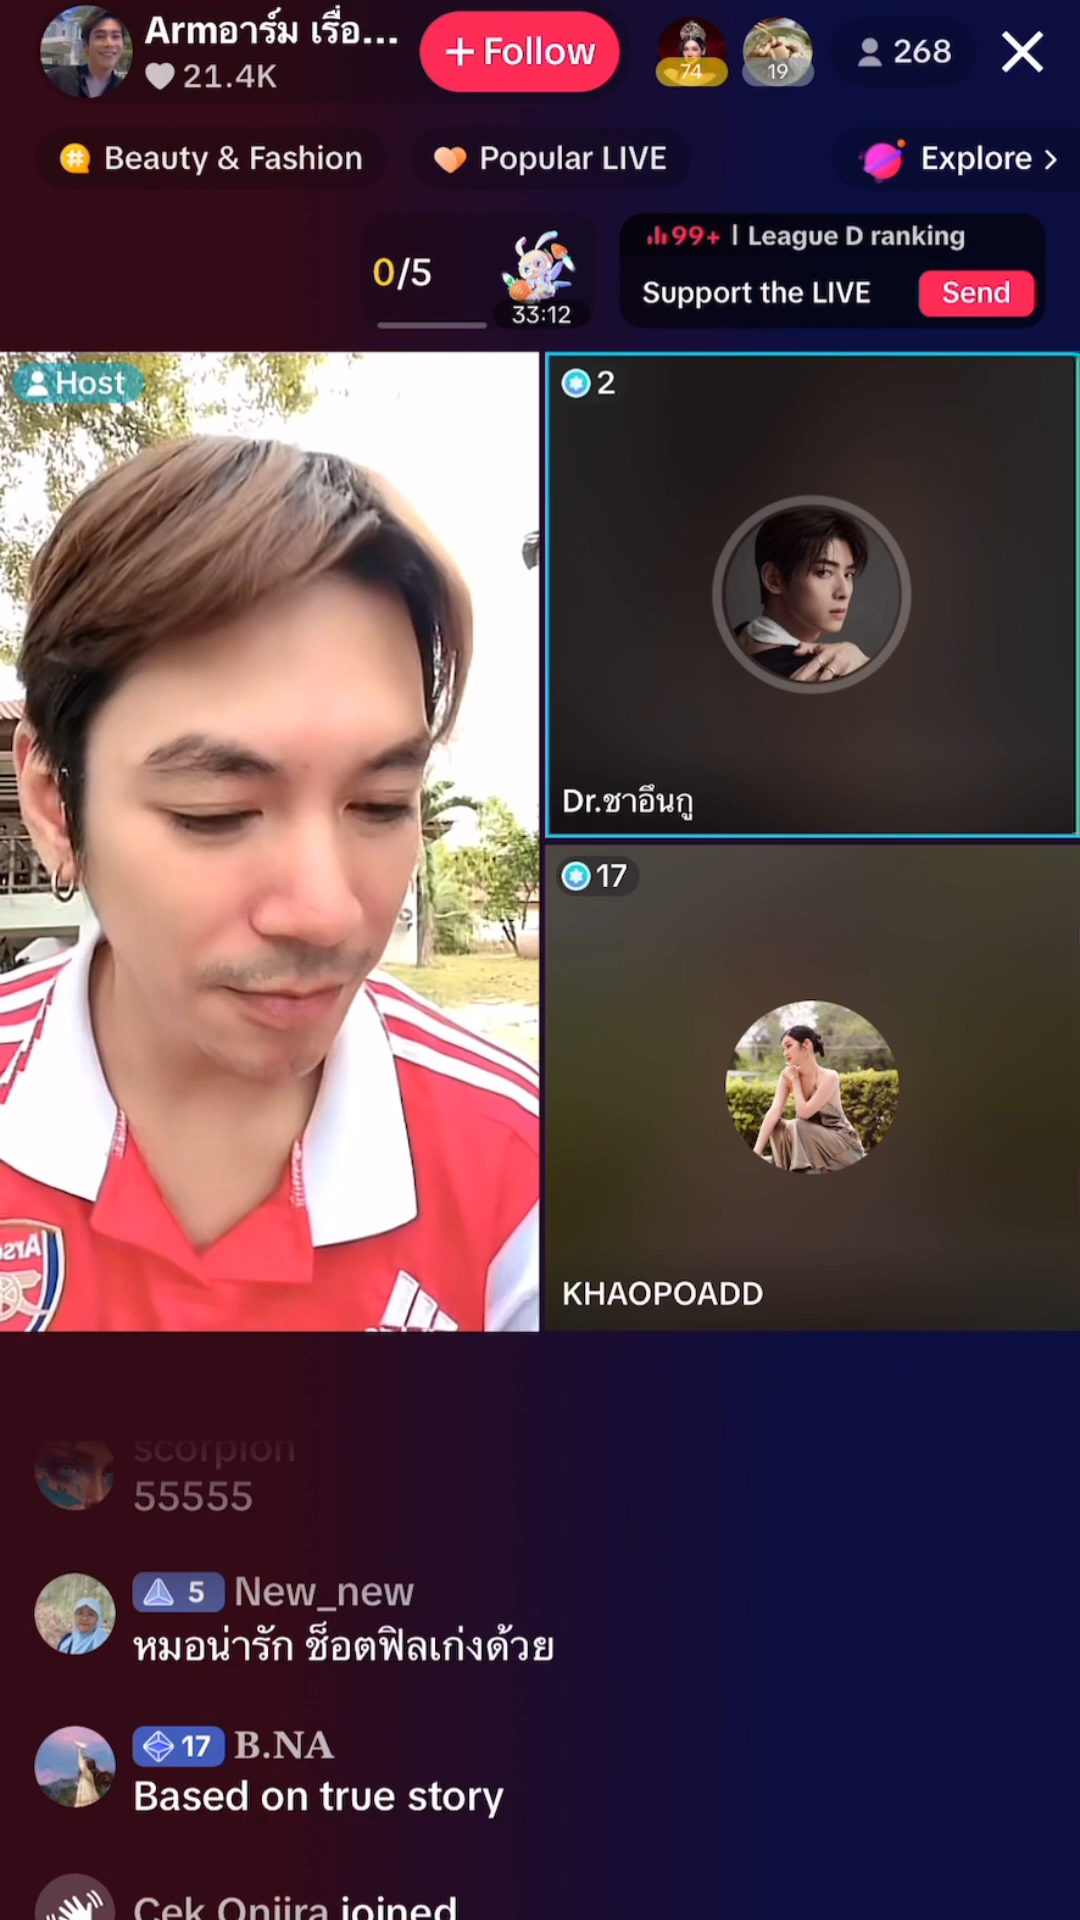 Armอาร์ม เรื่อ...
21.4K
+ Follow
74
19
268
Beauty & Fashion
Popular LIVE
Explore >
0/5
33:12
99+ | League D ranking
Support the LIVE
Send
Host
2
Dr.ชาอึนกู
17
KHAOPOADD
scorpion
55555
5 New_new
หมอน่ารัก ช็อตฟิลเก่งด้วย
17 B.NA
Based on true story
Cek Onjira joined